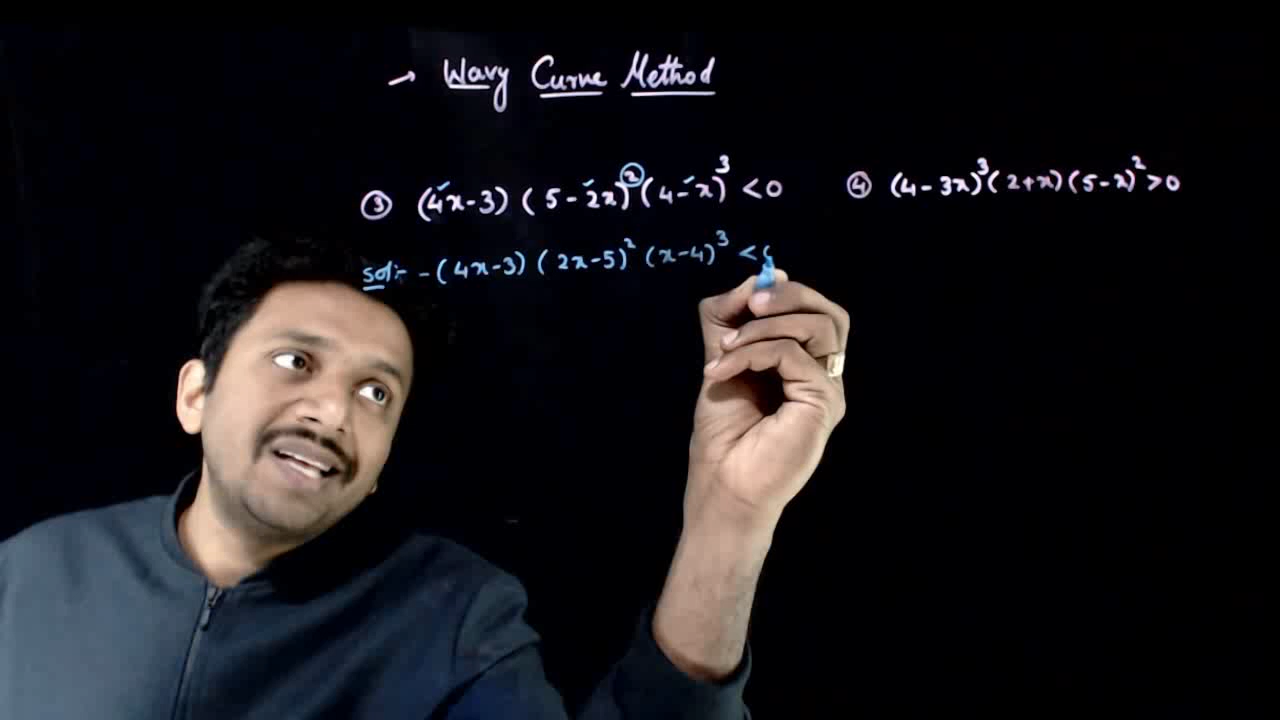 → Wavy Curve Method
③ (4x-3) (5-2x)² (4-x)³ <0
④ (4-3x)³ (2+x) (5-x)² >0
Sol:- -(4x-3) (2x-5)² (x-4)³ <